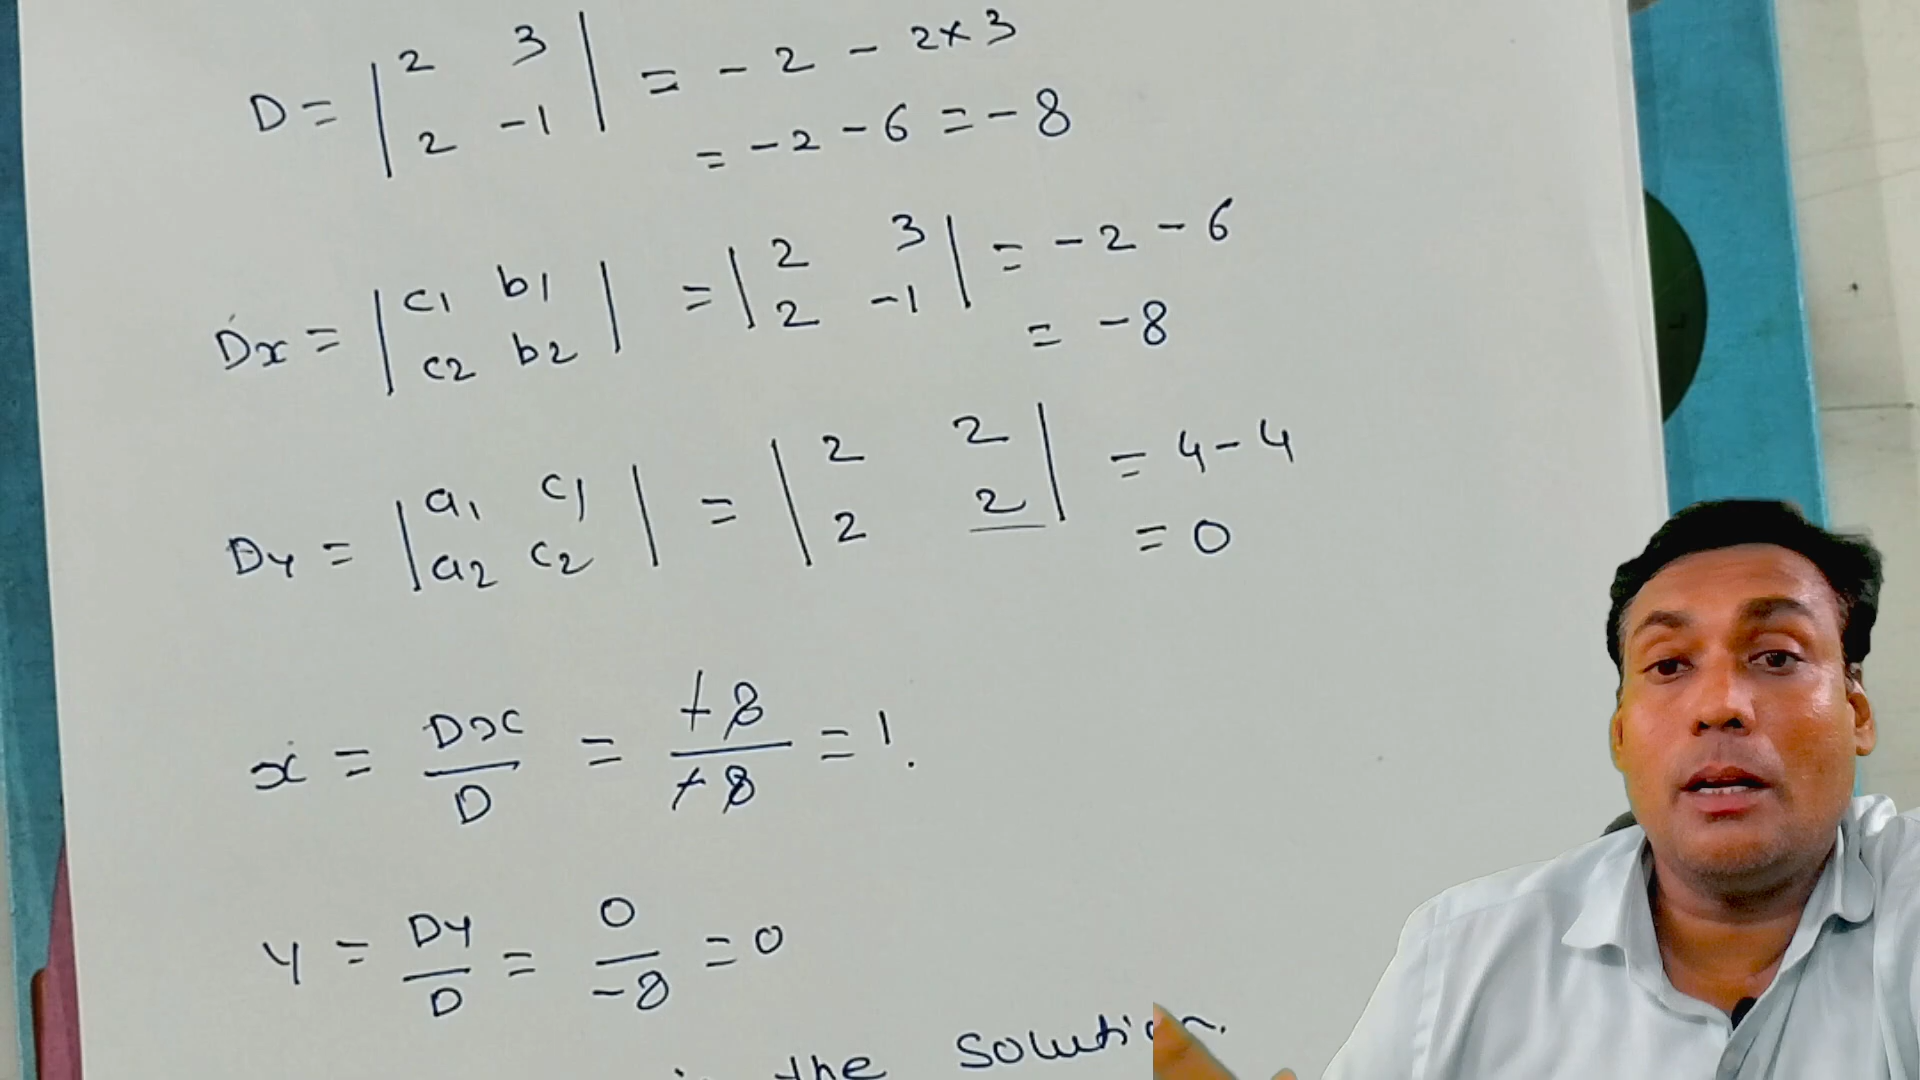 D = | 2 3 | = - 2 - 2×3
| 2 -1 | = -2 -6 = -8
Dx = | c1 b1 | = | 2 3 | = -2 - 6
| c2 b2 | | 2 -1 | = -8
Dy = | a1 c1 | = | 2 2 | = 4 - 4
| a2 c2 | | 2 2 | = 0
x = Dx/D = -8/-8 = 1.
y = Dy/D = 0/-8 = 0
the solution.